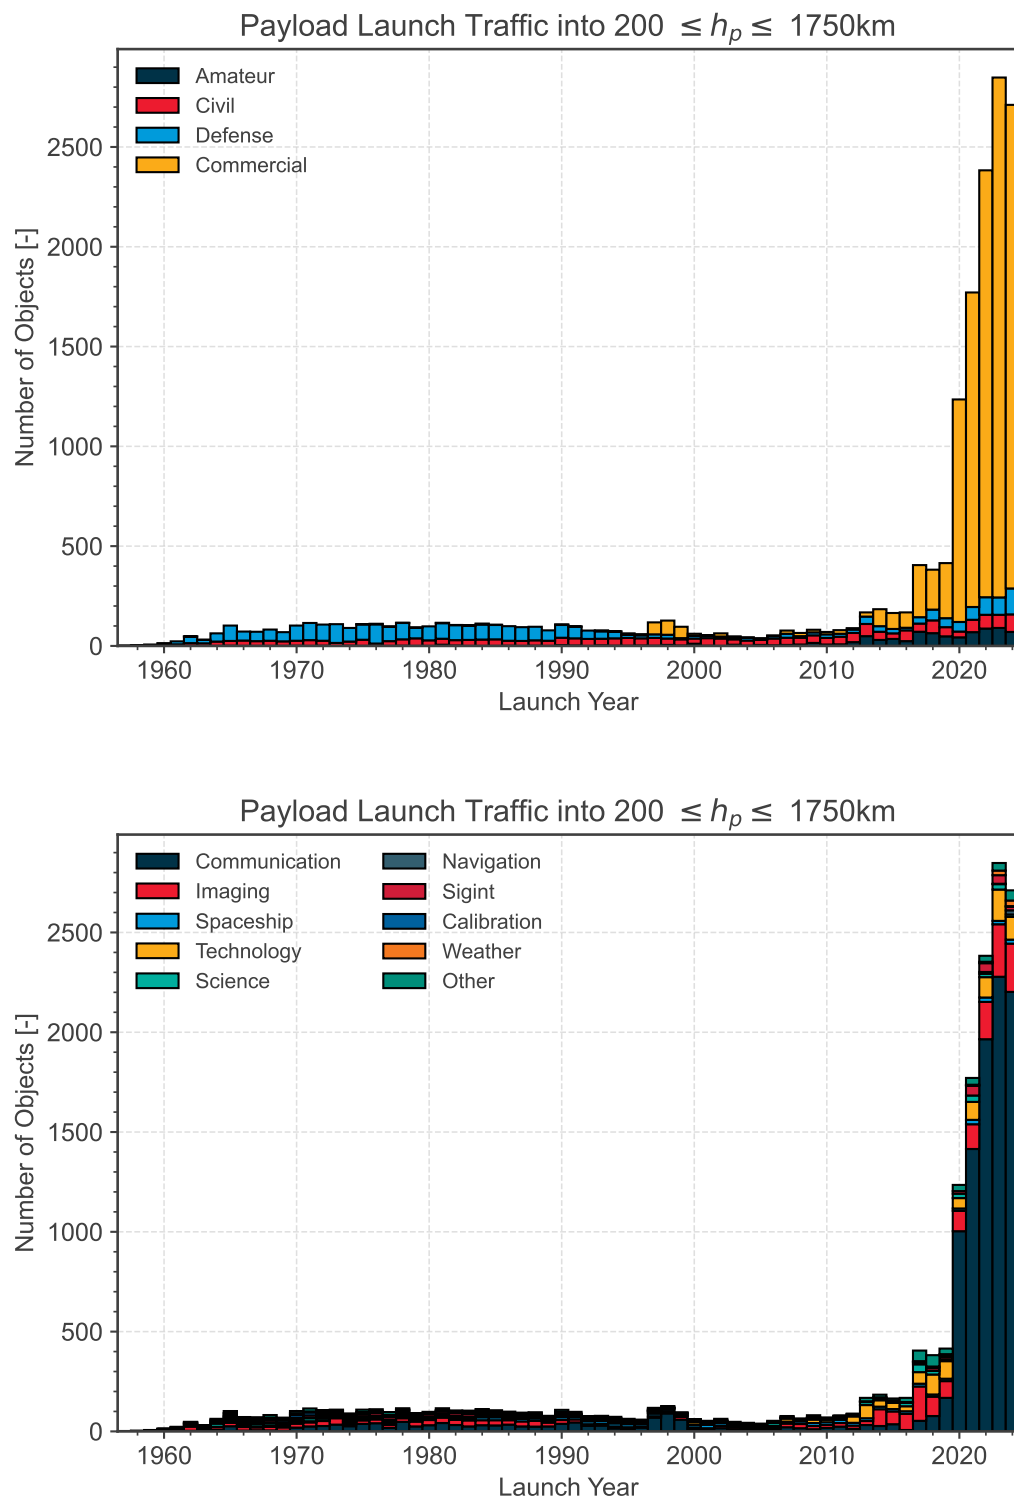 Payload Launch Traffic into 200 ≤ hₚ ≤ 1750km
Amateur
Civil
Defense
Commercial
Number of Objects [-]
2500
2000
1500
1000
500
0
1960 1970 1980 1990 2000 2010 2020
Launch Year
Payload Launch Traffic into 200 ≤ hₚ ≤ 1750km
Communication
Imaging
Spaceship
Technology
Science
Navigation
Sigint
Calibration
Weather
Other
Number of Objects [-]
2500
2000
1500
1000
500
0
1960 1970 1980 1990 2000 2010 2020
Launch Year